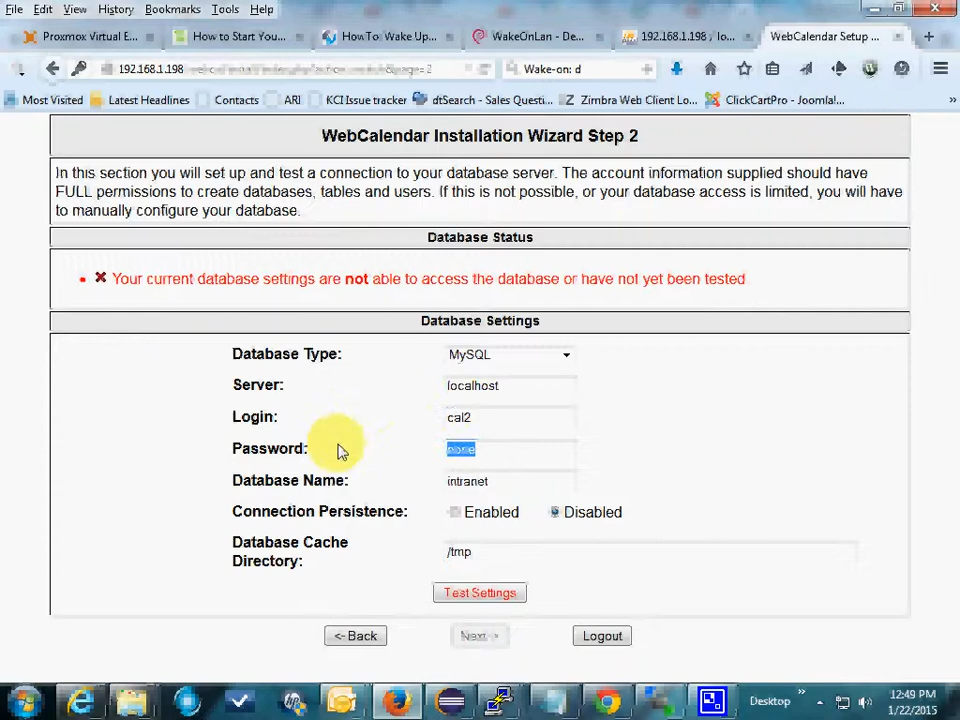 File Edit View History Bookmarks Tools Help
Proxmox Virtual E... How to Start You... HowTo: Wake Up... WakeOnLan - De... 192.168.1.198 / lo... WebCalendar Setup ...
192.168.1.198 Wake-on: d
Most Visited Latest Headlines Contacts ARI KCI Issue tracker dtSearch - Sales Questi... Zimbra Web Client Lo... ClickCartPro - Joomla!... »
WebCalendar Installation Wizard Step 2
In this section you will set up and test a connection to your database server. The account information supplied should have
FULL permissions to create databases, tables and users. If this is not possible, or your database access is limited, you will have
to manually configure your database.
Database Status
Your current database settings are not able to access the database or have not yet been tested
Database Settings
Database Type: MySQL
Server: localhost
Login: cal2
Password: none
Database Name: intranet
Connection Persistence: Enabled Disabled
Database Cache
Directory: /tmp
Test Settings
<- Back Next -> Logout
Desktop » 12:49 PM
1/22/2015